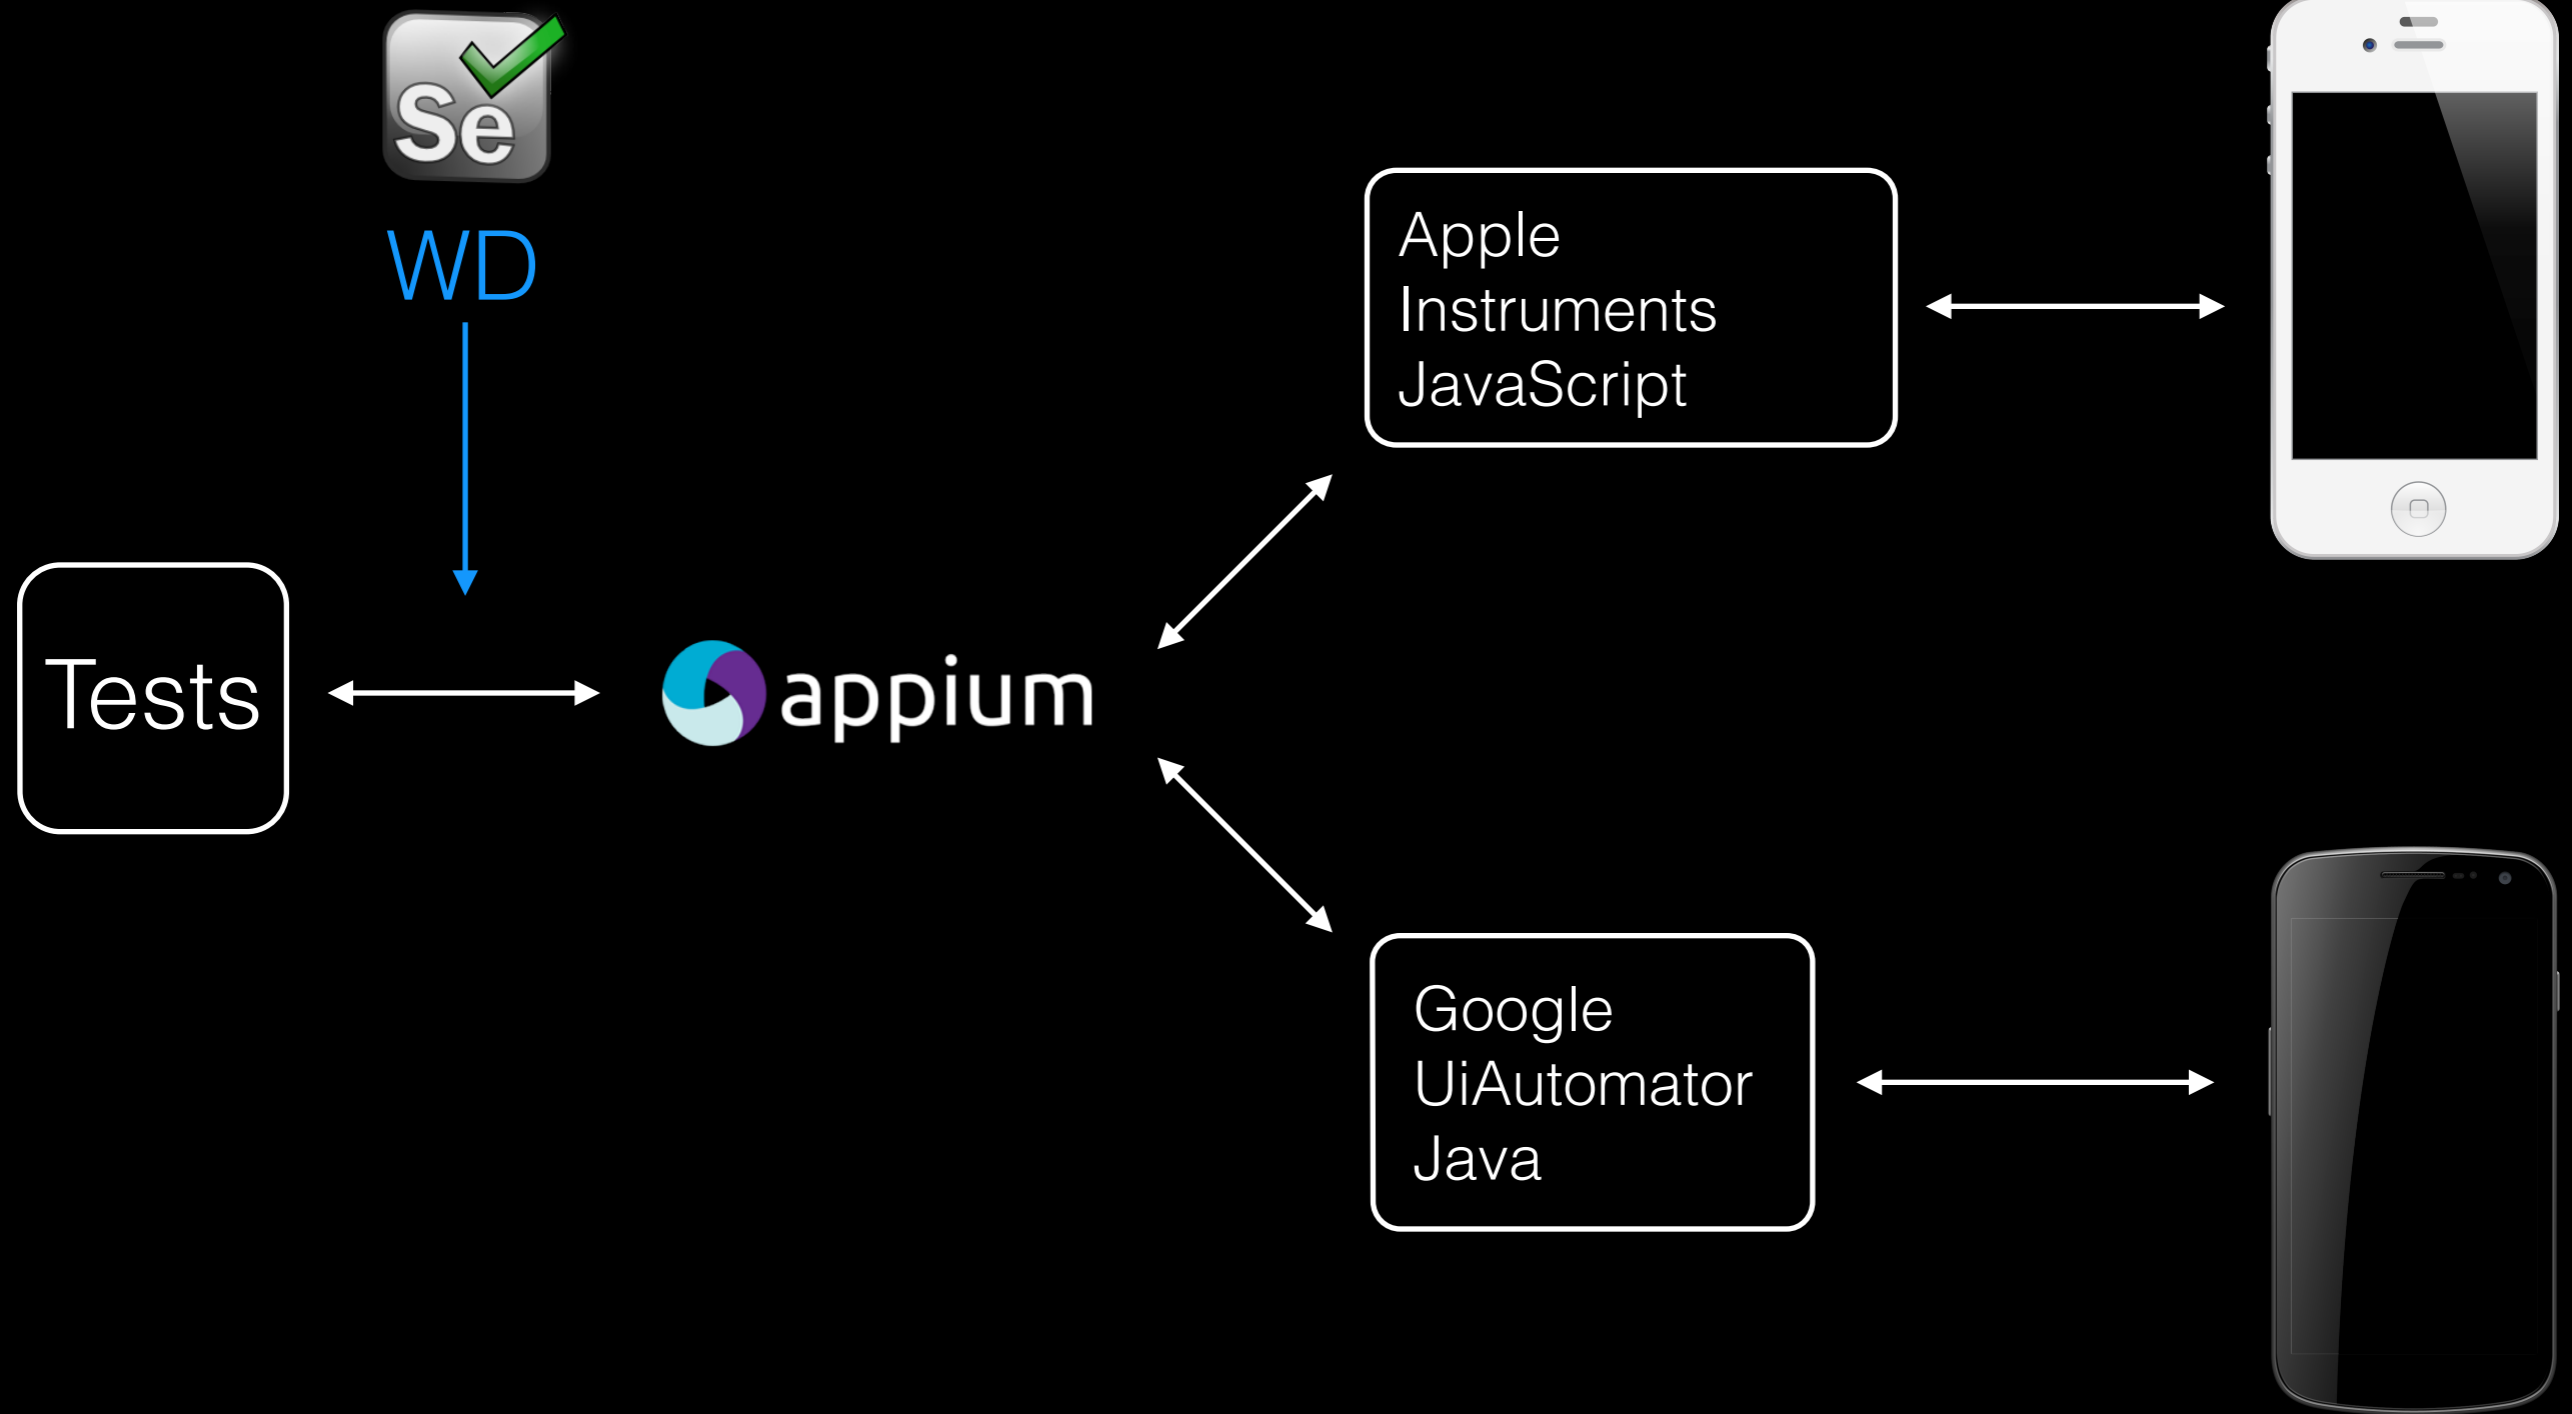 Se
WD
Tests
appium
Apple
Instruments
JavaScript
Google
UiAutomator
Java